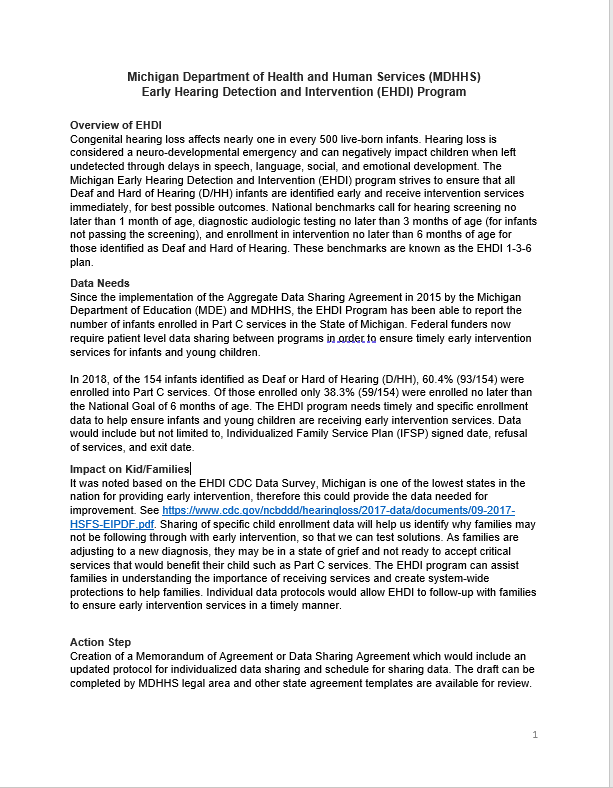 Michigan Department of Health and Human Services (MDHHS)
Early Hearing Detection and Intervention (EHDI) Program
Overview of EHDI
Congenital hearing loss affects nearly one in every 500 live-born infants. Hearing loss is
considered a neuro-developmental emergency and can negatively impact children when left
undetected through delays in speech, language, social, and emotional development. The
Michigan Early Hearing Detection and Intervention (EHDI) program strives to ensure that all
Deaf and Hard of Hearing (D/HH) infants are identified early and receive intervention services
immediately, for best possible outcomes. National benchmarks call for hearing screening no
later than 1 month of age, diagnostic audiologic testing no later than 3 months of age (for infants
not passing the screening), and enrollment in intervention no later than 6 months of age for
those identified as Deaf and Hard of Hearing. These benchmarks are known as the EHDI 1-3-6
plan.
Data Needs
Since the implementation of the Aggregate Data Sharing Agreement in 2015 by the Michigan
Department of Education (MDE) and MDHHS, the EHDI Program has been able to report the
number of infants enrolled in Part C services in the State of Michigan. Federal funders now
require patient level data sharing between programs in order to ensure timely early intervention
services for infants and young children.
In 2018, of the 154 infants identified as Deaf or Hard of Hearing (D/HH), 60.4% (93/154) were
enrolled into Part C services. Of those enrolled only 38.3% (59/154) were enrolled no later than
the National Goal of 6 months of age. The EHDI program needs timely and specific enrollment
data to help ensure infants and young children are receiving early intervention services. Data
would include but not limited to, Individualized Family Service Plan (IFSP) signed date, refusal
of services, and exit date.
Impact on Kid/Families
It was noted based on the EHDI CDC Data Survey, Michigan is one of the lowest states in the
nation for providing early intervention, therefore this could provide the data needed for
improvement. See https://www.cdc.gov/ncbddd/hearingloss/2017-data/documents/09-2017-
HSFS-EIPDF.pdf. Sharing of specific child enrollment data will help us identify why families may
not be following through with early intervention, so that we can test solutions. As families are
adjusting to a new diagnosis, they may be in a state of grief and not ready to accept critical
services that would benefit their child such as Part C services. The EHDI program can assist
families in understanding the importance of receiving services and create system-wide
protections to help families. Individual data protocols would allow EHDI to follow-up with families
to ensure early intervention services in a timely manner.
Action Step
Creation of a Memorandum of Agreement or Data Sharing Agreement which would include an
updated protocol for individualized data sharing and schedule for sharing data. The draft can be
completed by MDHHS legal area and other state agreement templates are available for review.
1